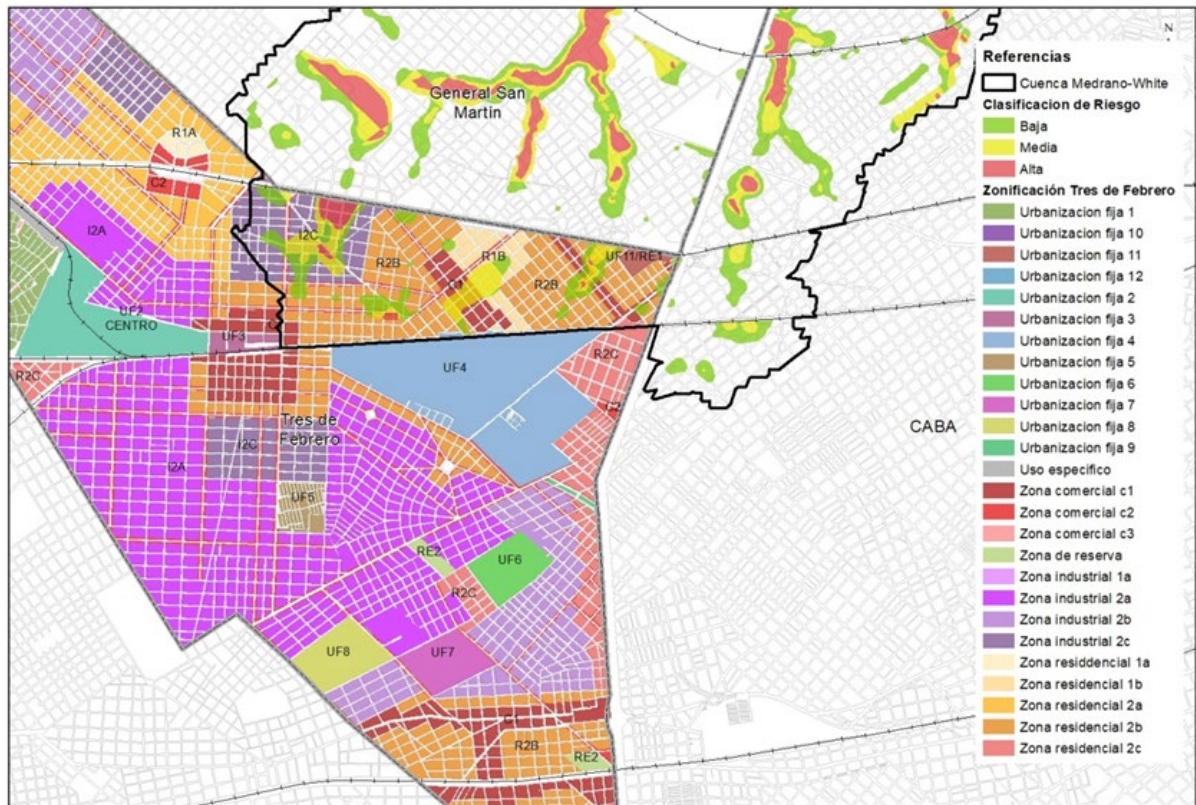 N
Referencias
Cuenca Medrano-White
Clasificacion de Riesgo
Baja
Media
Alta
Zonificación Tres de Febrero
Urbanizacion fija 1
Urbanizacion fija 10
Urbanizacion fija 11
Urbanizacion fija 12
Urbanizacion fija 2
Urbanizacion fija 3
Urbanizacion fija 4
Urbanizacion fija 5
Urbanizacion fija 6
Urbanizacion fija 7
Urbanizacion fija 8
Urbanizacion fija 9
Uso especifico
Zona comercial c1
Zona comercial c2
Zona comercial c3
Zona de reserva
Zona industrial 1a
Zona industrial 2a
Zona industrial 2b
Zona industrial 2c
Zona residdencial 1a
Zona residencial 1b
Zona residencial 2a
Zona residencial 2b
Zona residencial 2c
General San
Martín
R1A
C2
I2A
I2C
R2B
R1B
R2B
UF11/RE1
C1
UF2
CENTRO
UF3
R2C
UF4
R2C
C2
CABA
Tres de
Febrero
I2C
I2A
UF5
RE2
UF6
R2C
UF8
UF7
C1
R2B
RE2